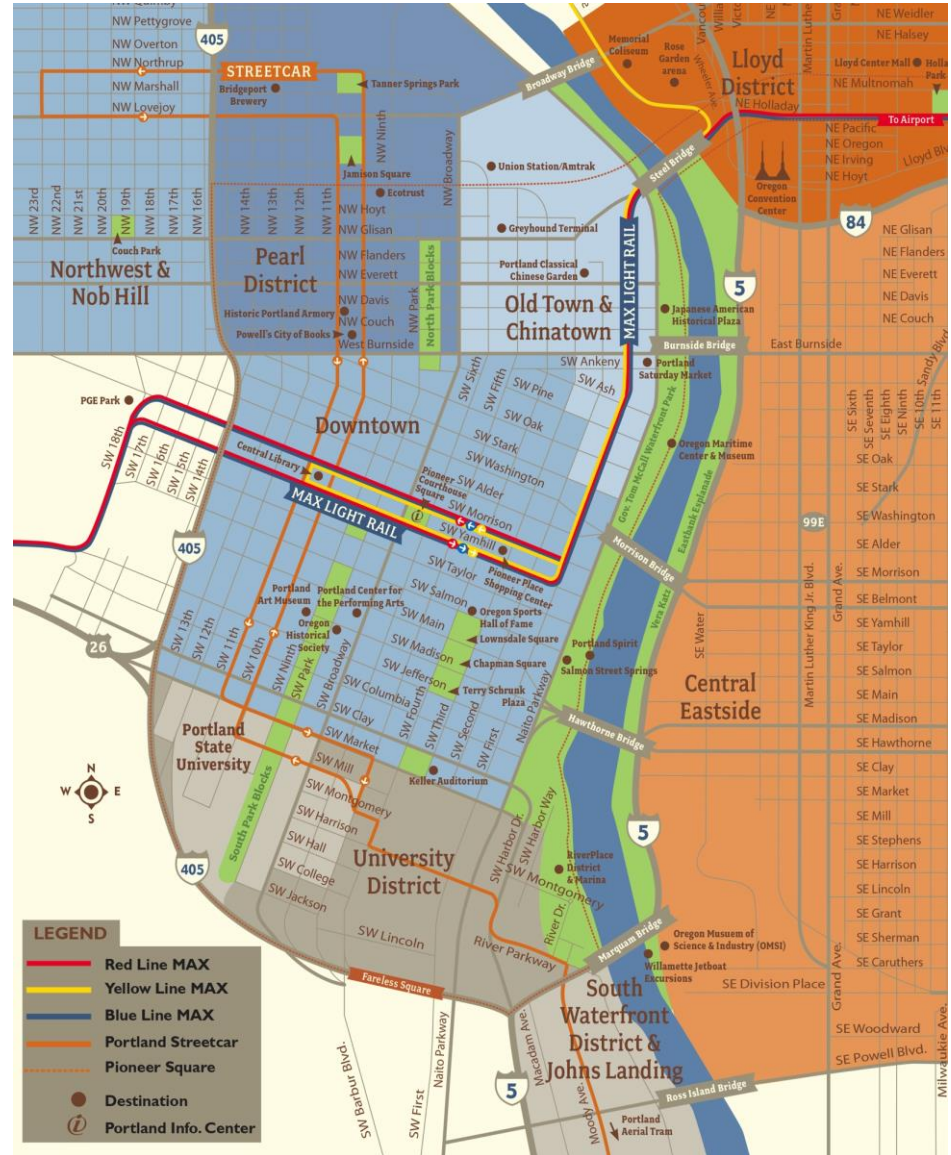 NW Quimby
NW Pettygrove
NW Overton
NW Northrup
NW Marshall
NW Lovejoy
405
STREETCAR
Bridgeport
Brewery
Tanner Springs Park
NW Ninth
Jamison Square
Ecotrust
NW Broadway
Broadway Bridge
Memorial
Coliseum
Rose
Garden
arena
Wheeler Ave.
Martin Luther
Lloyd
District
NE Weidler
NE Halsey
Lloyd Center Mall
Park
NE Multnomah
NE Holladay
To Airport
NE Pacific
NE Oregon
NE Irving
NE Hoyt
Oregon
Convention
Center
Steel Bridge
84
Union Station/Amtrak
Greyhound Terminal
Portland Classical
Chinese Garden
Old Town &
Chinatown
MAX LIGHT RAIL
5
Japanese American
Historical Plaza
NE Glisan
NE Flanders
NE Everett
NE Davis
NE Couch
NW 23rd
NW 22nd
NW 21st
NW 20th
NW 19th
NW 18th
NW 17th
NW 16th
NW 14th
NW 13th
NW 12th
NW 11th
Couch Park
Northwest &
Nob Hill
Pearl
District
NW Hoyt
NW Glisan
NW Flanders
NW Everett
NW Davis
NW Couch
West Burnside
NW Park
North Park Blocks
Historic Portland Armory
Powell's City of Books
Burnside Bridge
East Burnside
Sandy Blvd.
SW Ankeny
SW Ash
SW Pine
SW Oak
SW Stark
SW Washington
SW Alder
SW Morrison
SW Yamhill
SW Taylor
SW Salmon
SW Main
SW Madison
SW Jefferson
SW Columbia
SW Clay
SW Market
SW Mill
SW Montgomery
SW Harrison
SW Hall
SW College
SW Jackson
SW Lincoln
SW Sixth
SW Fifth
Portland
Saturday Market
Gov. Tom McCall Waterfront Park
Oregon Maritime
Center & Museum
Eastbank Esplanade
Vera Katz
PGE Park
SW 18th
SW 17th
SW 16th
SW 15th
SW 14th
Downtown
Central Library
Pioneer
Courthouse
Square
i
MAX LIGHT RAIL
Pioneer Place
Shopping Center
Morrison Bridge
405
26
Portland
Art Museum
Portland Center for
the Performing Arts
Oregon
Historical
Society
Oregon Sports
Hall of Fame
Lownsdale Square
Chapman Square
Terry Schrunk
Plaza
Portland Spirit
Salmon Street Springs
SW 13th
SW 12th
SW 11th
SW 10th
SW Ninth
SW Park
SW Broadway
SW Fourth
SW Third
SW Second
SW First
Naito Parkway
Hawthorne Bridge
Keller Auditorium
Portland
State
University
South Park Blocks
405
N
W
E
S
University
District
SW Harbor Dr.
SW Harbor Way
RiverPlace
District
& Marina
SW Montgomery
River Dr.
River Parkway
Marquam Bridge
5
SE Sixth
SE Seventh
SE Eighth
SE Ninth
SE 10th
SE 11th
99E
SE Oak
SE Stark
SE Washington
SE Alder
SE Morrison
SE Belmont
SE Yamhill
SE Taylor
SE Salmon
SE Main
SE Madison
SE Hawthorne
SE Clay
SE Market
SE Mill
SE Stephens
SE Harrison
SE Lincoln
SE Grant
SE Sherman
SE Caruthers
SE Water
Martin Luther King Jr. Blvd.
Grand Ave.
Central
Eastside
Oregon Musuem of
Science & Industry (OMSI)
Willamette Jetboat
Excursions
SE Division Place
Grand Ave.
SE Woodward
SE Powell Blvd.
Milwaukie Ave.
Fareless Square
SW Barbur Blvd.
SW First
Naito Parkway
5
Macadam Ave.
Moody Ave.
South
Waterfront
District &
Johns Landing
Ross Island Bridge
Portland
Aerial Tram
LEGEND
Red Line MAX
Yellow Line MAX
Blue Line MAX
Portland Streetcar
Pioneer Square
Destination
i Portland Info. Center